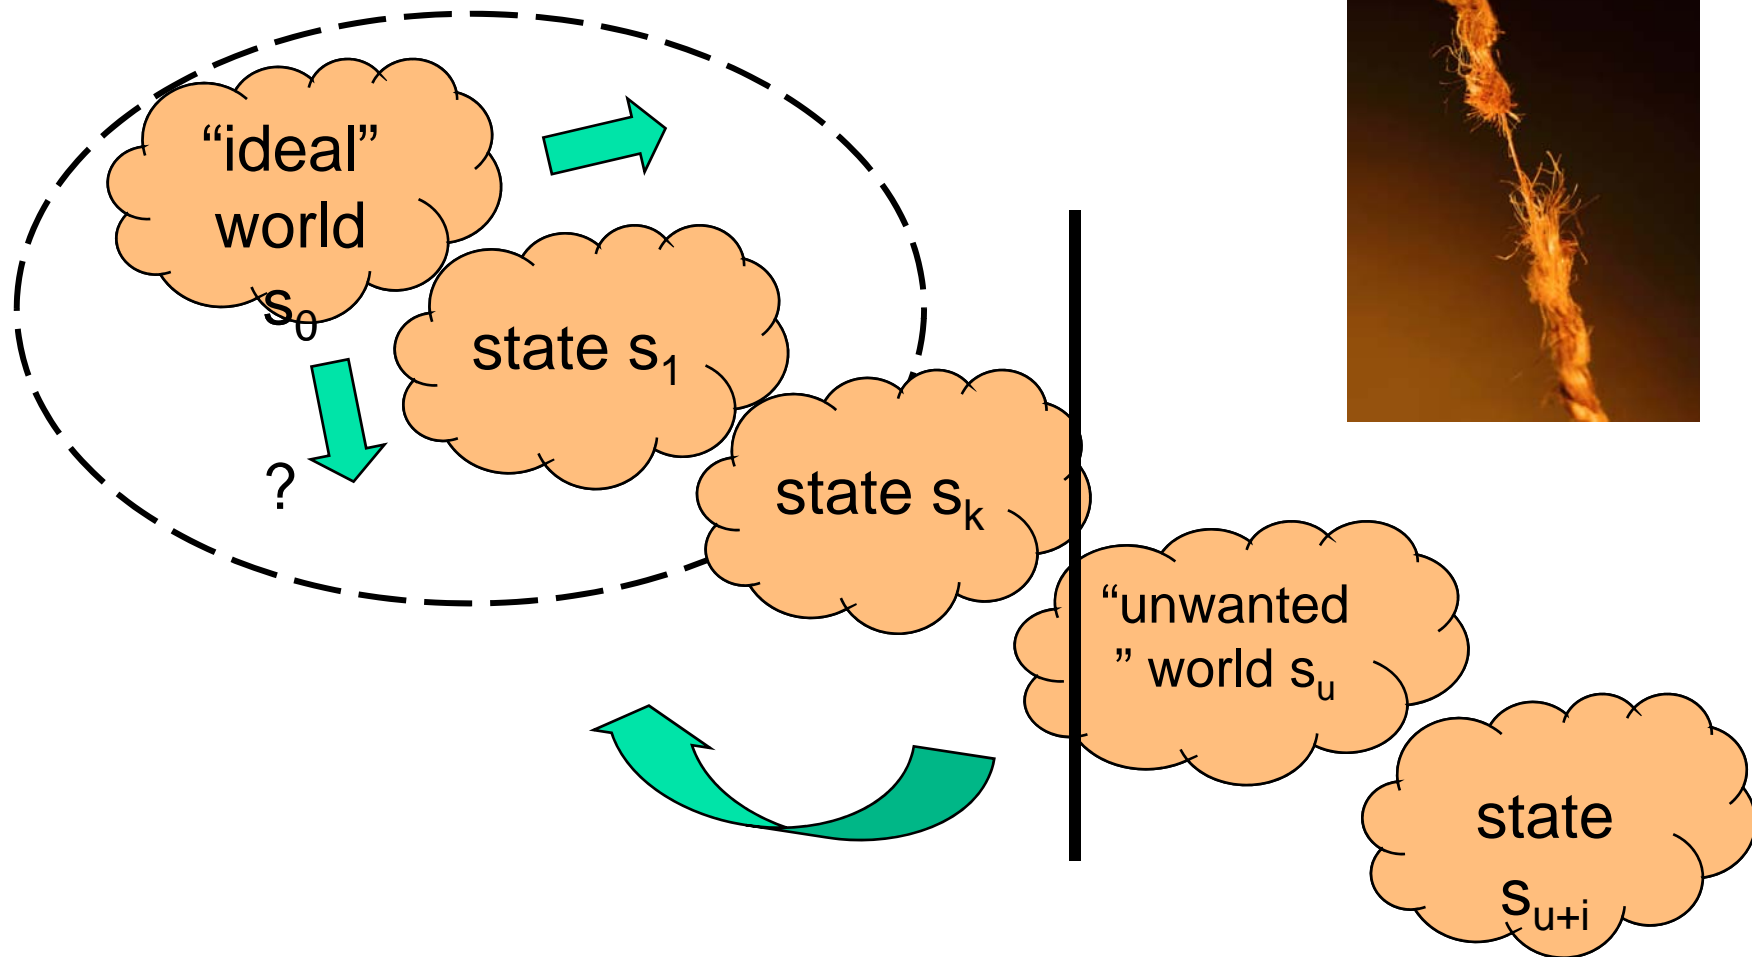 “ideal”
world
s₀
state s₁
?
state sₖ
“unwanted
” world sᵤ
state
sᵤ₊ᵢ